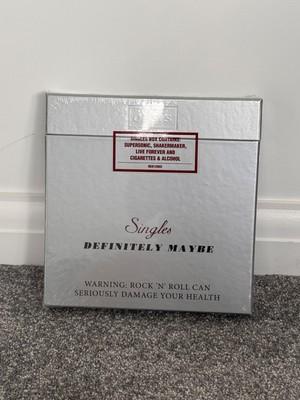 SINGLES BOX CONTAINS:
SUPERSONIC, SHAKERMAKER,
LIVE FOREVER AND
CIGARETTES & ALCOHOL
Singles
DEFINITELY MAYBE
WARNING: ROCK 'N' ROLL CAN
SERIOUSLY DAMAGE YOUR HEALTH